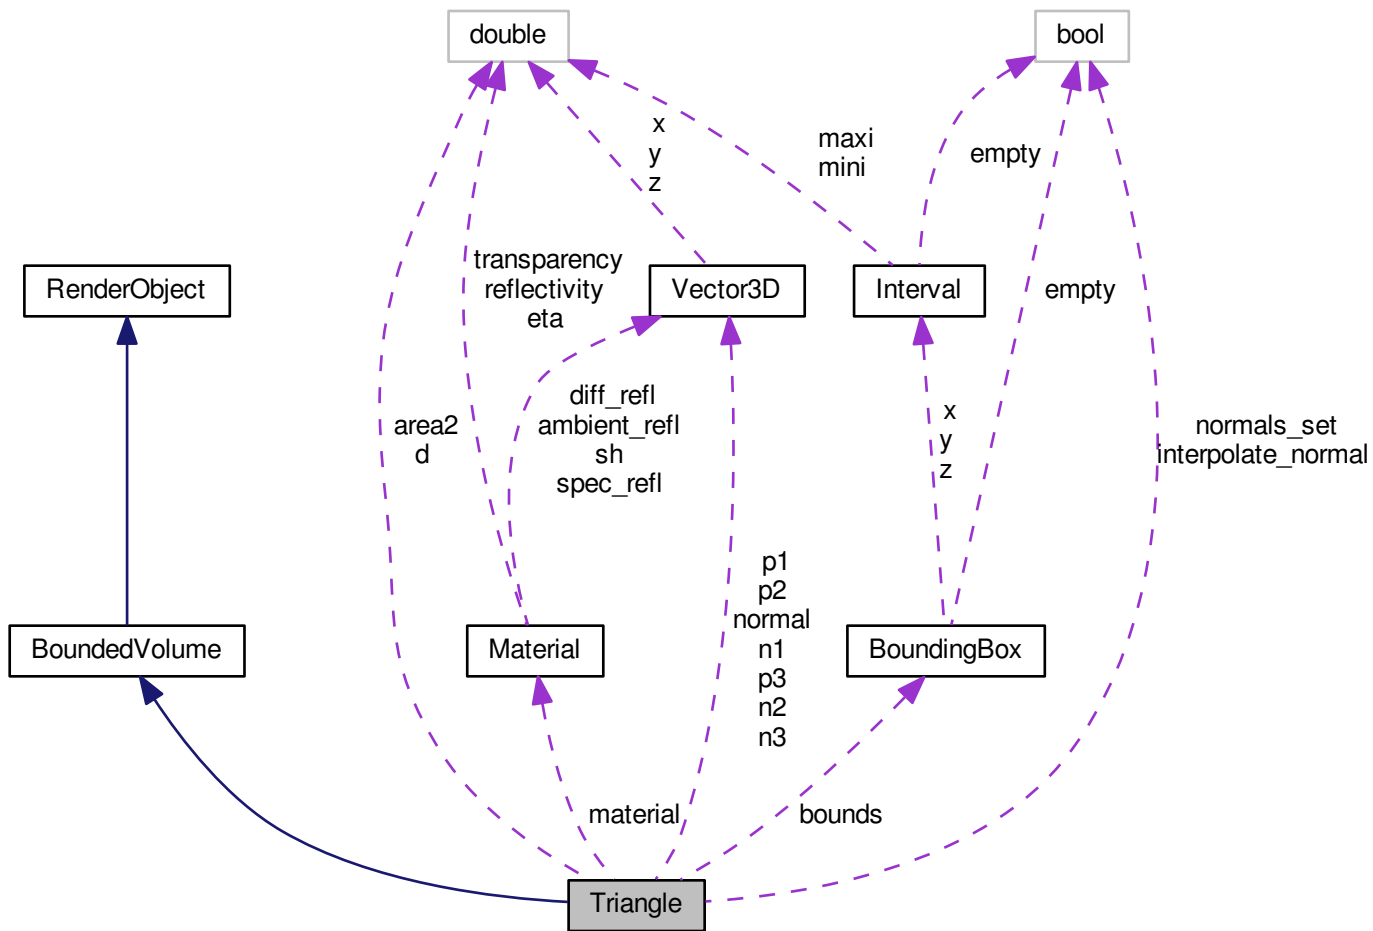 double
bool
x
y
z
maxi
mini
empty
RenderObject
transparency
reflectivity
eta
Vector3D
Interval
empty
area2
d
diff_refl
ambient_refl
sh
spec_refl
x
y
z
normals_set
interpolate_normal
p1
p2
normal
n1
p3
n2
n3
BoundedVolume
Material
BoundingBox
material
bounds
Triangle